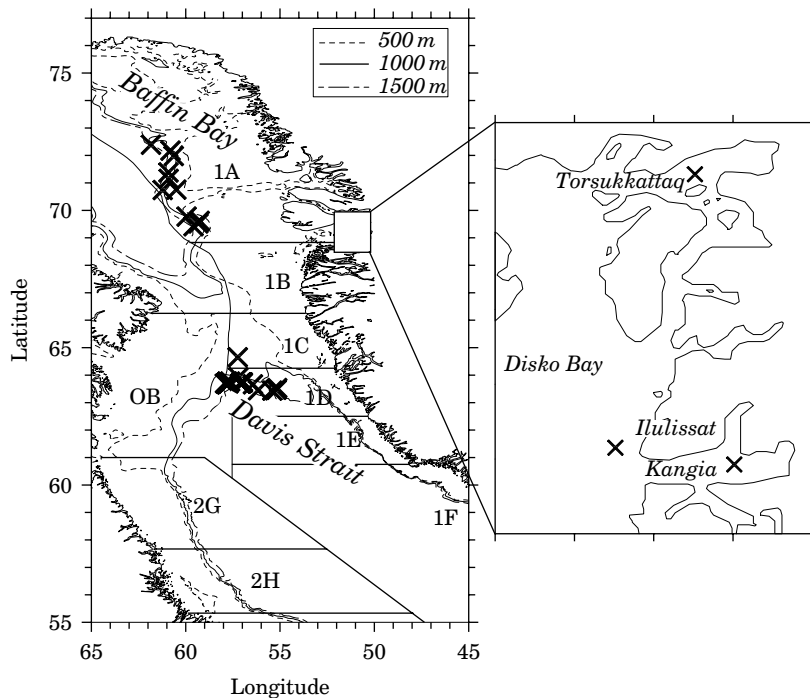 500 m
1000 m
1500 m
Baffin Bay
1A
1B
1C
OB
1D
Davis Strait
1E
1F
2G
2H
75
70
65
60
55
Latitude
65
60
55
50
45
Longitude
Torsukkattaq
Disko Bay
Ilulissat
Kangia